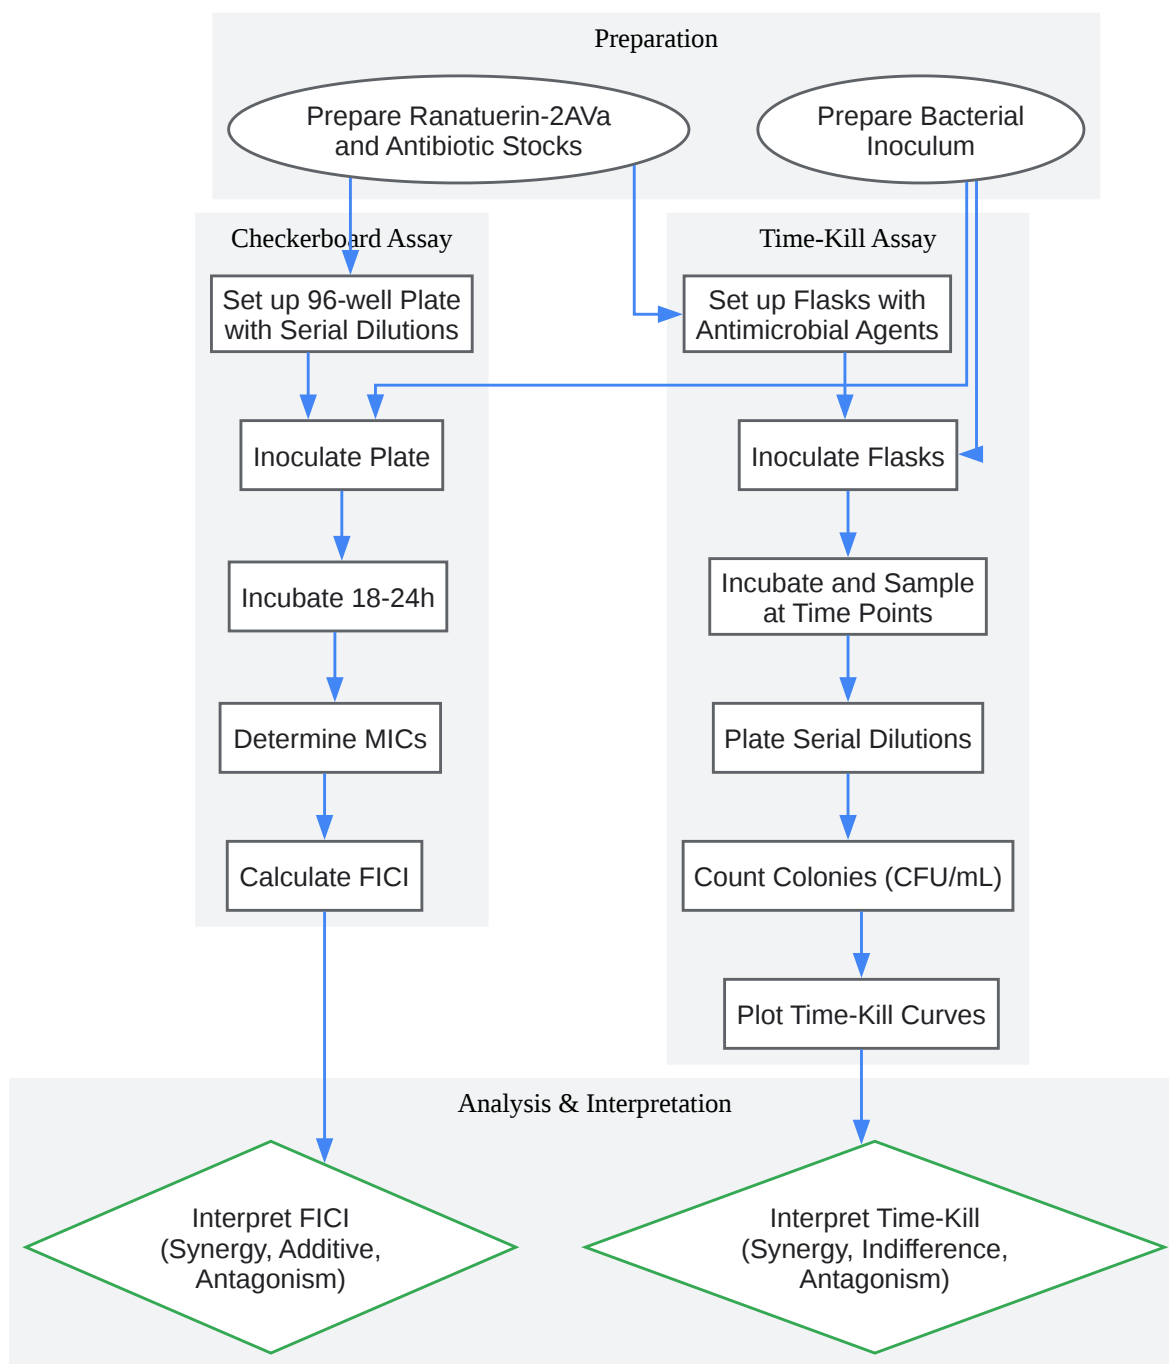 Preparation
Prepare Ranatuerin-2AVa
and Antibiotic Stocks
Prepare Bacterial
Inoculum
Checkerboard Assay
Set up 96-well Plate
with Serial Dilutions
Inoculate Plate
Incubate 18-24h
Determine MICs
Calculate FICI
Time-Kill Assay
Set up Flasks with
Antimicrobial Agents
Inoculate Flasks
Incubate and Sample
at Time Points
Plate Serial Dilutions
Count Colonies (CFU/mL)
Plot Time-Kill Curves
Analysis & Interpretation
Interpret FICI
(Synergy, Additive,
Antagonism)
Interpret Time-Kill
(Synergy, Indifference,
Antagonism)